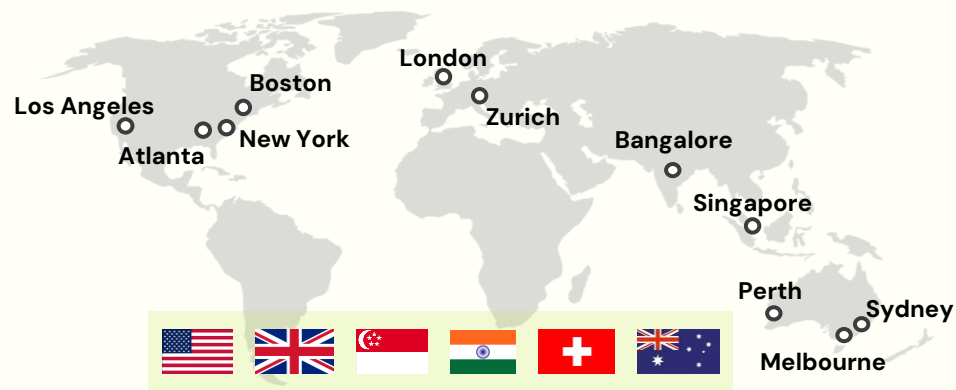 London
Boston
Los Angeles
Zurich
New York
Bangalore
Atlanta
Singapore
Perth
Sydney
Melbourne